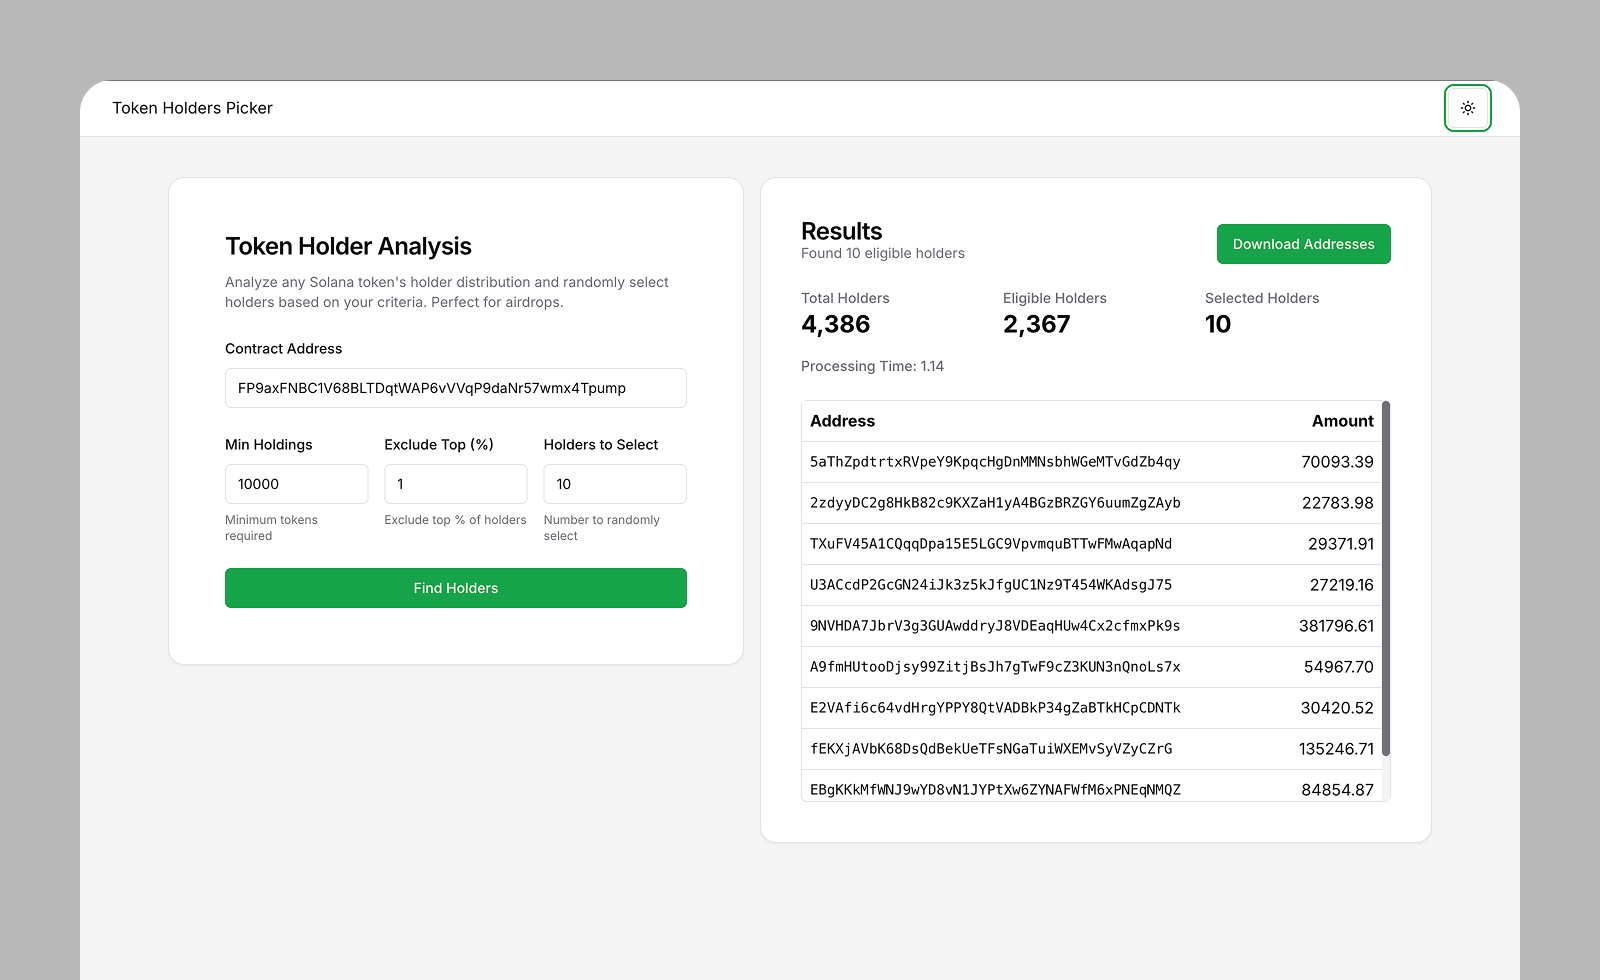 Token Holders Picker
Token Holder Analysis
Analyze any Solana token's holder distribution and randomly select
holders based on your criteria. Perfect for airdrops.
Contract Address
FP9axFNBC1V68BLTDqtWAP6vVVqP9daNr57wmx4Tpump
Min Holdings
10000
Minimum tokens
required
Exclude Top (%)
1
Exclude top % of holders
Holders to Select
10
Number to randomly
select
Find Holders
Results
Found 10 eligible holders
Download Addresses
Total Holders
4,386
Eligible Holders
2,367
Selected Holders
10
Processing Time: 1.14
Address Amount
5aThZpdtrtxRVpeY9KpqcHgDnMMNsbhWGeMTvGdZb4qy 70093.39
2zdyyDC2g8HkB82c9KXZaH1yA4BGzBRZGY6uumZgZAyb 22783.98
TXuFV45A1CQqqDpa15E5LGC9VpvmquBTTwFMwAqapNd 29371.91
U3ACcdP2GcGN24iJk3z5kJfgUC1Nz9T454WKAdsgJ75 27219.16
9NVHDA7JbrV3g3GUAwddryJ8VDEaqHUw4Cx2cfmxPk9s 381796.61
A9fmHUtooDjsy99ZitjBsJh7gTwF9cZ3KUN3nQnoLs7x 54967.70
E2VAfi6c64vdHrgYPPY8QtVADBkP34gZaBTkHCpCDNTk 30420.52
fEKXjAVbK68DsQdBekUeTFsNGaTuiWXEMvSyVZyCZrG 135246.71
EBgKKkMfWNJ9wYD8vN1JYPtXw6ZYNAFWfM6xPNEqNMQZ 84854.87